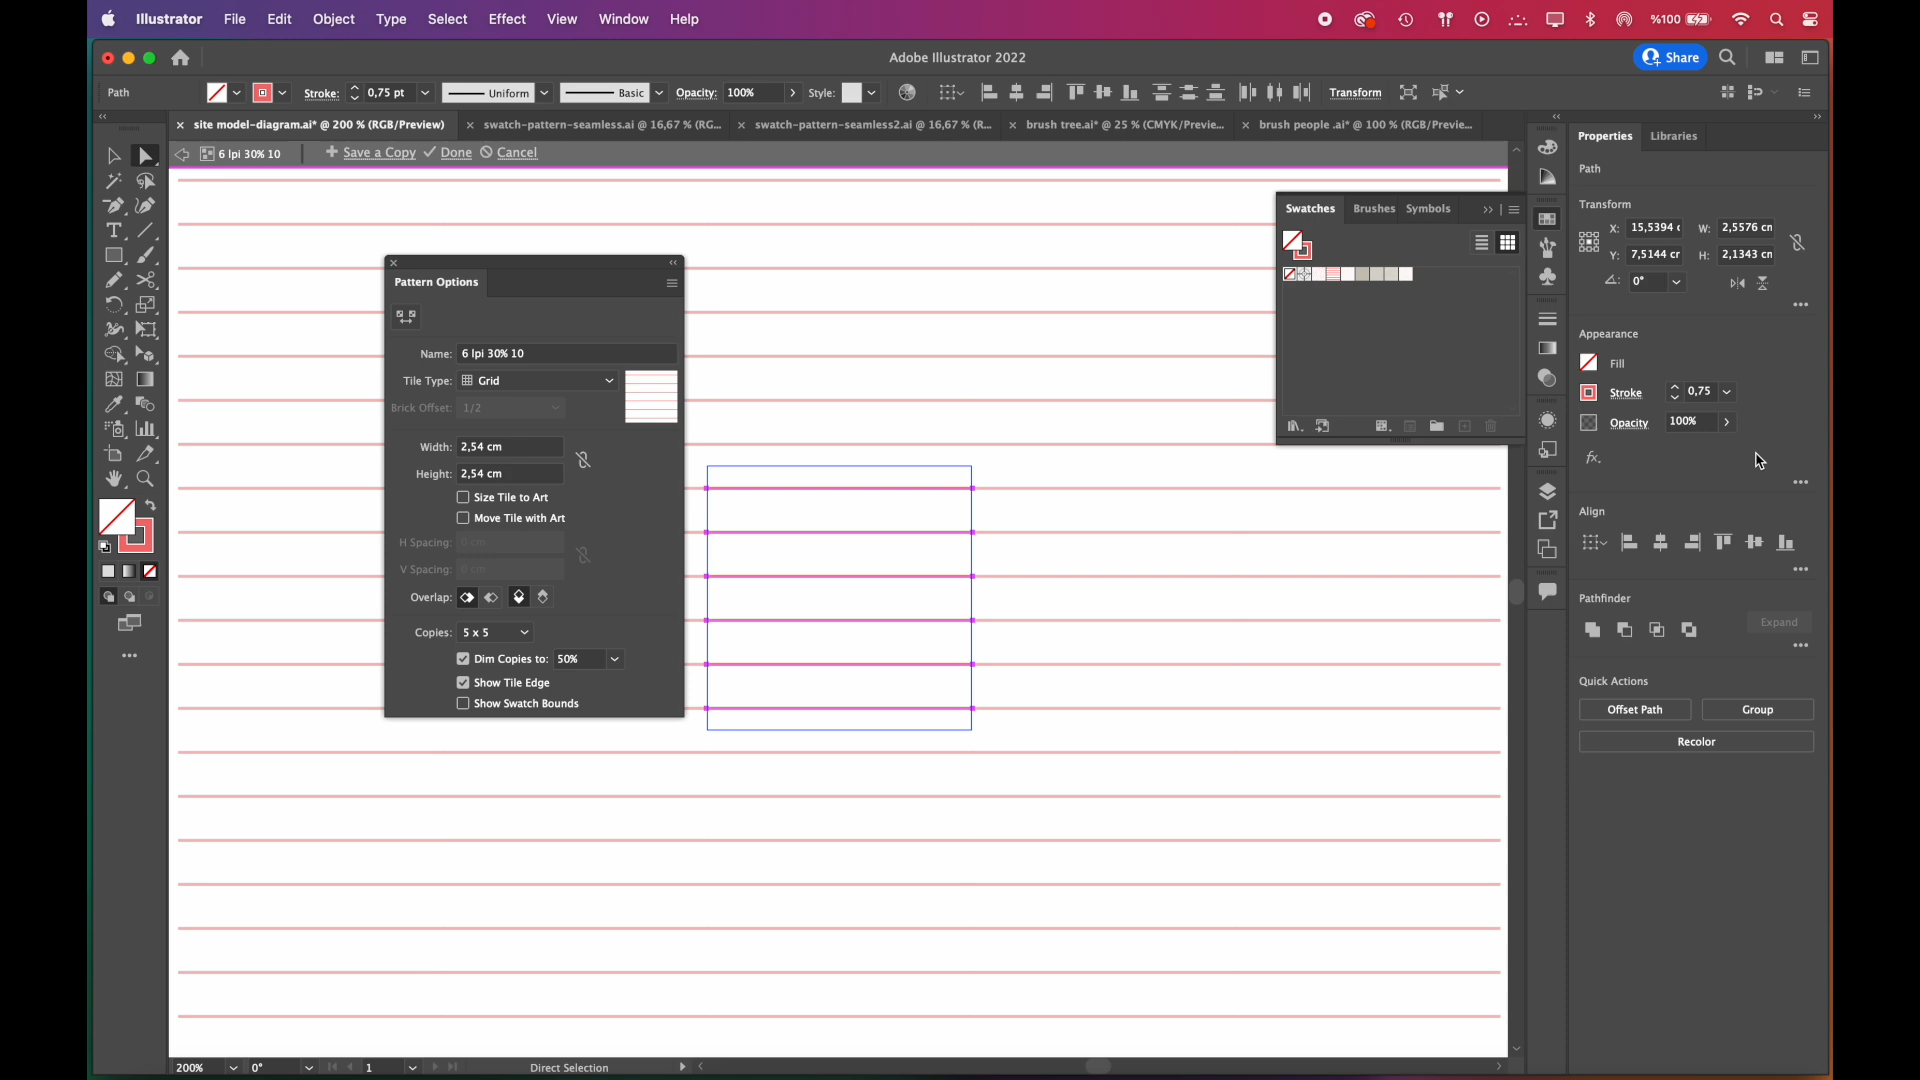 Illustrator File Edit Object Type Select Effect View Window Help %100
Adobe Illustrator 2022
Share
Path Stroke: 0,75 pt Uniform Basic Opacity: 100% Style: Transform
site model-diagram.ai* @ 200 % (RGB/Preview) swatch-pattern-seamless.ai @ 16,67 % (RG... swatch-pattern-seamless2.ai @ 16,67 % (R... brush tree.ai* @ 25 % (CMYK/Previe... brush people .ai* @ 100 % (RGB/Previe...
6 lpi 30% 10 Save a Copy Done Cancel
Pattern Options
Name: 6 lpi 30% 10
Tile Type: Grid
Brick Offset: 1/2
Width: 2,54 cm
Height: 2,54 cm
Size Tile to Art
Move Tile with Art
H Spacing: 0 cm
V Spacing: 0 cm
Overlap:
Copies: 5 x 5
Dim Copies to: 50%
Show Tile Edge
Show Swatch Bounds
Swatches Brushes Symbols
Properties Libraries
Path
Transform
X: 15,5394 c W: 2,5576 cm
Y: 7,5144 cr H: 2,1343 cm
0°
Appearance
Fill
Stroke 0,75
Opacity 100%
fx.
Align
Pathfinder
Expand
Quick Actions
Offset Path Group
Recolor
200% 0° 1 Direct Selection